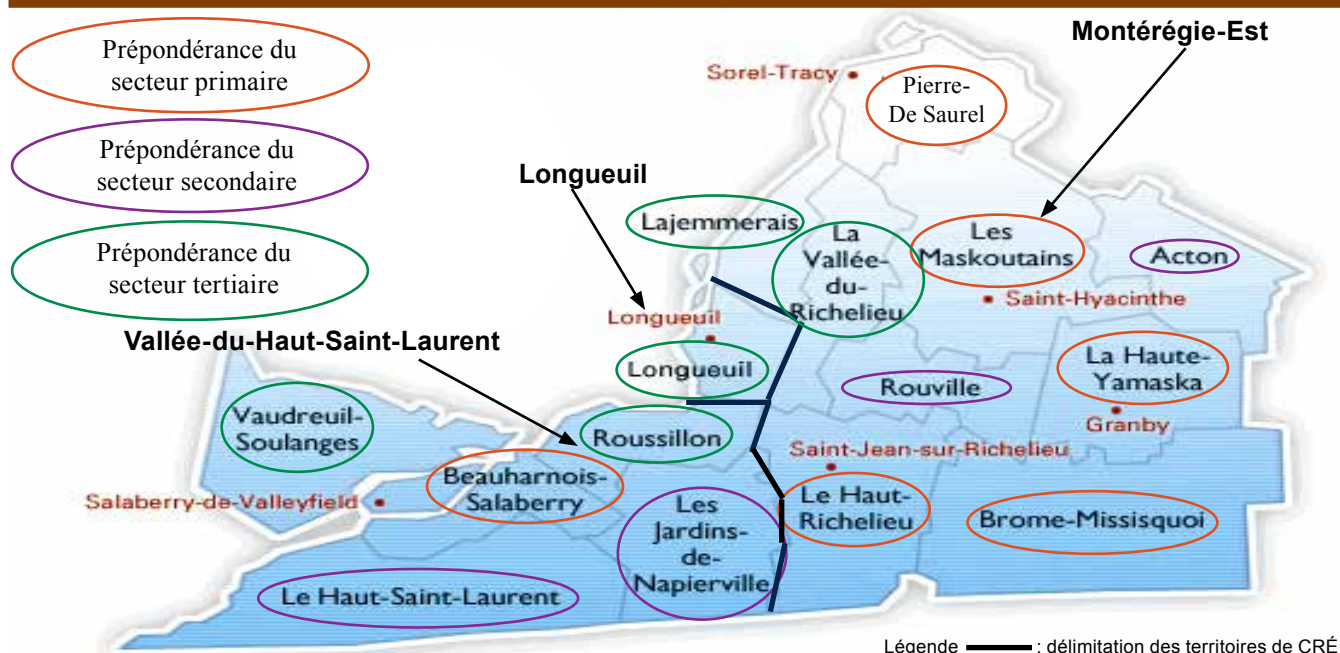 Prépondérance du
secteur primaire
Prépondérance du
secteur secondaire
Prépondérance du
secteur tertiaire
Montérégie-Est
Sorel-Tracy
Pierre-
De Saurel
Longueuil
Lajemmerais
La
Vallée-
du-
Richelieu
Les
Maskoutains
Acton
Saint-Hyacinthe
Longueuil
Vallée-du-Haut-Saint-Laurent
Longueuil
La Haute-
Yamaska
Rouville
Granby
Vaudreuil-
Soulanges
Roussillon
Saint-Jean-sur-Richelieu
Beauharnois-
Salaberry
Salaberry-de-Valleyfield
Les
Jardins-
de-
Napierville
Le Haut-
Richelieu
Brome-Missisquoi
Le Haut-Saint-Laurent
Légende : délimitation des territoires de CRÉ